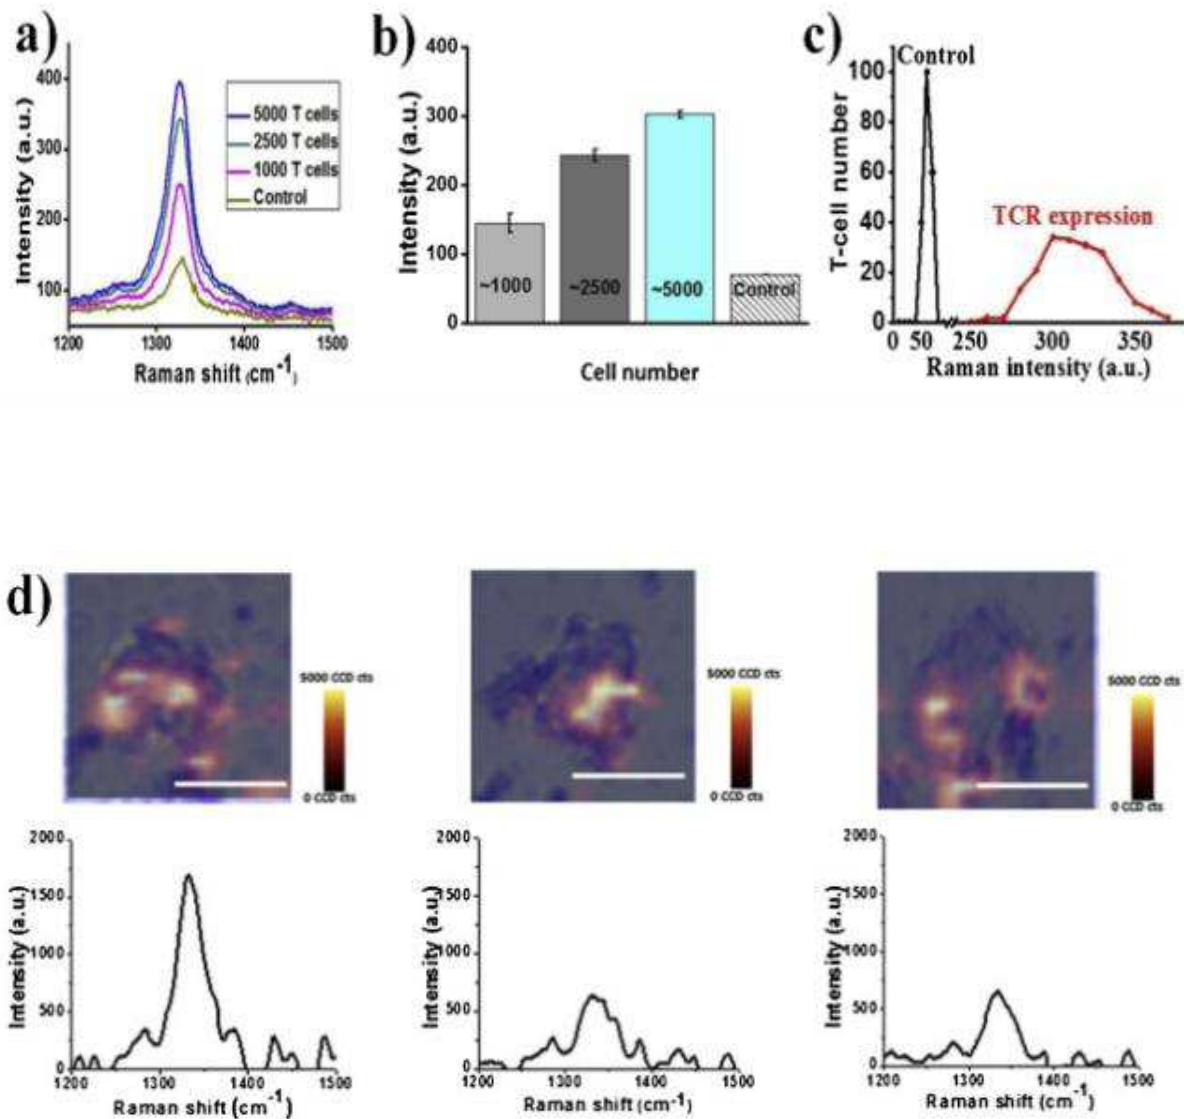 a)
Intensity (a.u.)
400
300
200
100
1200
1300
1400
1500
Raman shift (cm⁻¹)
5000 T cells
2500 T cells
1000 T cells
Control
b)
Intensity (a.u.)
400
300
200
100
0
~1000
~2500
~5000
Control
Cell number
c)
T-cell number
100
80
60
40
20
0
Control
TCR expression
0 50 250 300 350
Raman intensity (a.u.)
d)
5000 CCD cts
0 CCD cts
5000 CCD cts
0 CCD cts
5000 CCD cts
0 CCD cts
Intensity (a.u.)
2000
1500
1000
500
0
1200 1300 1400 1500
Raman shift (cm⁻¹)
Intensity (a.u.)
2000
1500
1000
500
0
1200 1300 1400 1500
Raman shift (cm⁻¹)
Intensity (a.u.)
2000
1500
1000
500
0
1200 1300 1400 1500
Raman shift (cm⁻¹)